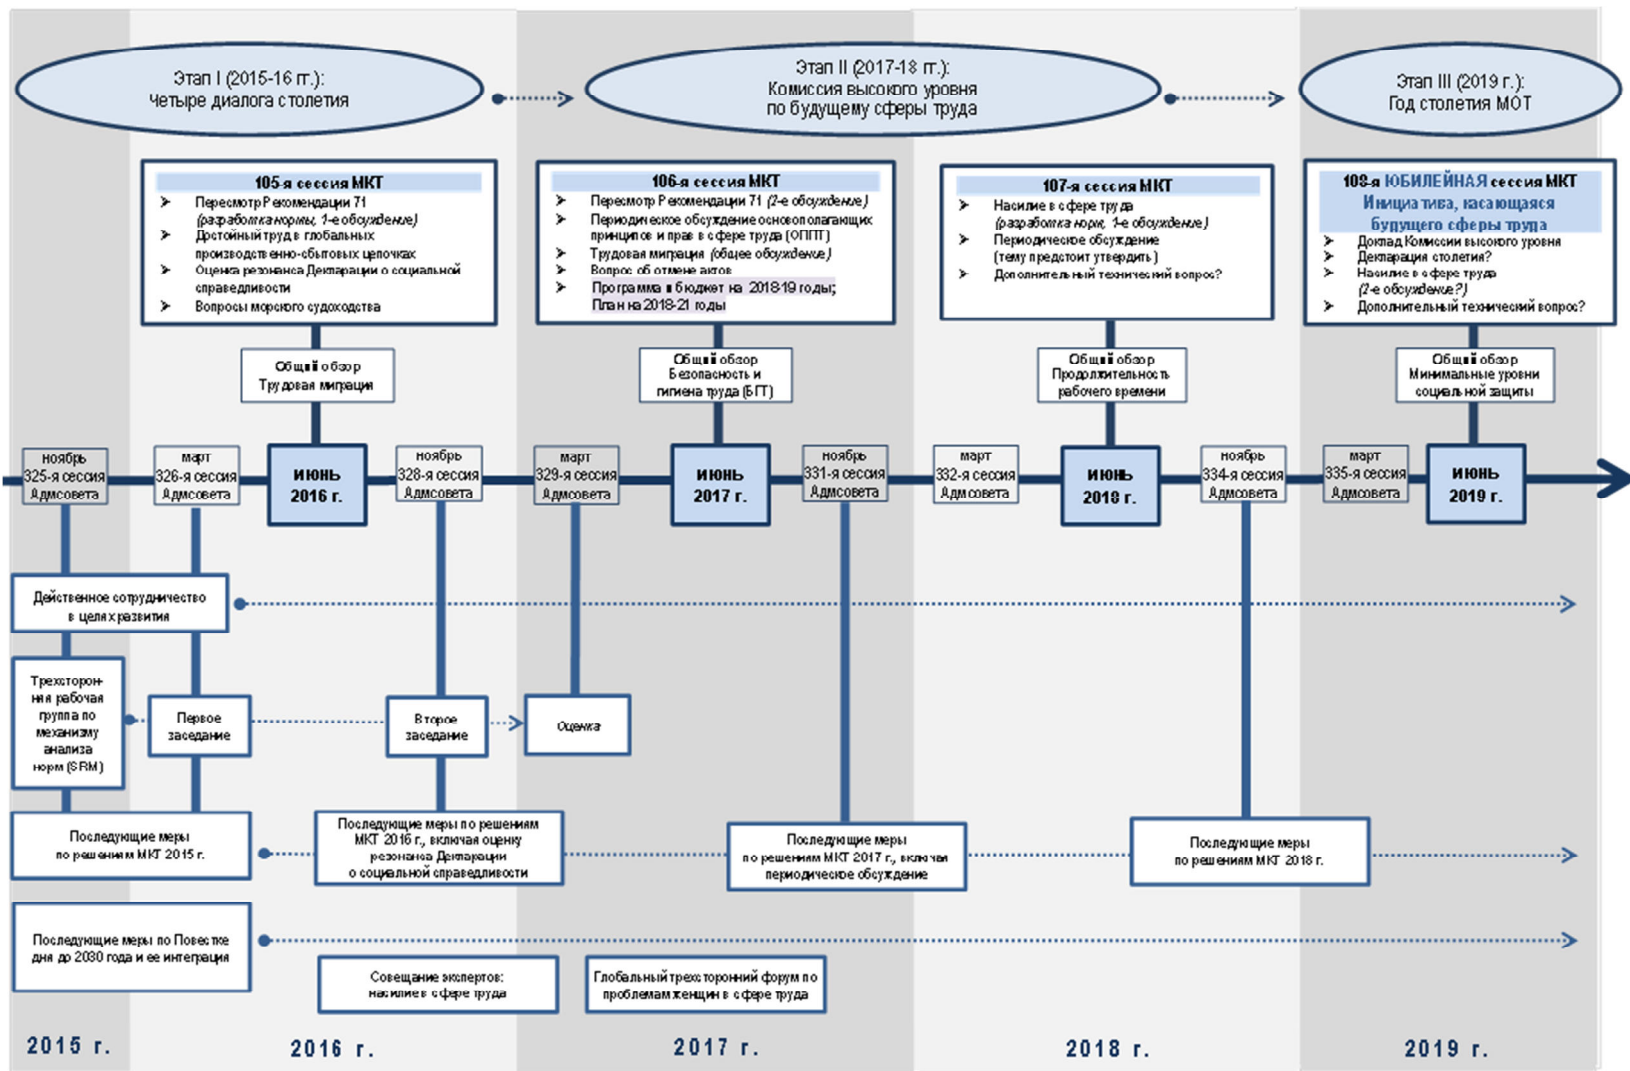 Этап I (2015-16 гг.):
Четыре диалога столетия
Этап II (2017-18 гг.):
Комиссия высокого уровня
по будущему сферы труда
Этап III (2019 г.):
Год столетия МОТ
105-я сессия МКТ
➢ Пересмотр Рекомендации 71
(разработка нормы, 1-е обсуждение)
➢ Достойный труд в глобальных
производственно-сбытовых цепочках
➢ Оценка резонанса Декларации о социальной
справедливости
➢ Вопросы морского судоходства
106-я сессия МКТ
➢ Пересмотр Рекомендации 71 (2-е обсуждение)
➢ Периодическое обсуждение основополагающих
принципов и прав в сфере труда (ОППТ)
➢ Трудовая миграция (общее обсуждение)
➢ Вопрос об отмене актов
➢ Программа и бюджет на 2018-19 годы;
План на 2018-21 годы
107-я сессия МКТ
➢ Насилие в сфере труда
(разработка норм, 1-е обсуждение)
➢ Периодическое обсуждение
(тему предстоит утвердить)
➢ Дополнительный технический вопрос?
108-я ЮБИЛЕЙНАЯ сессия МКТ
Инициатива, касающаяся
будущего сферы труда
➢ Доклад Комиссии высокого уровня
➢ Декларация столетия?
➢ Насилие в сфере труда
(2-е обсуждение?)
➢ Дополнительный технический вопрос?
Общий обзор
Трудовая миграция
Общий обзор
Безопасность и
гигиена труда (БГТ)
Общий обзор
Продолжительность
рабочего времени
Общий обзор
Минимальные уровни
социальной защиты
ноябрь
325-я сессия
Адмсовета
март
326-я сессия
Адмсовета
июнь
2016 г.
ноябрь
328-я сессия
Адмсовета
март
329-я сессия
Адмсовета
июнь
2017 г.
ноябрь
331-я сессия
Адмсовета
март
332-я сессия
Адмсовета
июнь
2018 г.
ноябрь
334-я сессия
Адмсовета
март
335-я сессия
Адмсовета
июнь
2019 г.
Действенное сотрудничество
в целях развития
Трехсторон-
няя рабочая
группа по
механизму
анализа
норм (SRM)
Первое
заседание
Второе
заседание
Оценка
Последующие меры
по решениям МКТ 2015 г.
Последующие меры по решениям
МКТ 2016 г., включая оценку
резонанса Декларации
о социальной справедливости
Последующие меры
по решениям МКТ 2017 г., включая
периодическое обсуждение
Последующие меры
по решениям МКТ 2018 г.
Последующие меры по Повестке
дня до 2030 года и ее интеграция
Совещание экспертов:
насилие в сфере труда
Глобальный трехсторонний форум по
проблемам женщин в сфере труда
2015 г.
2016 г.
2017 г.
2018 г.
2019 г.